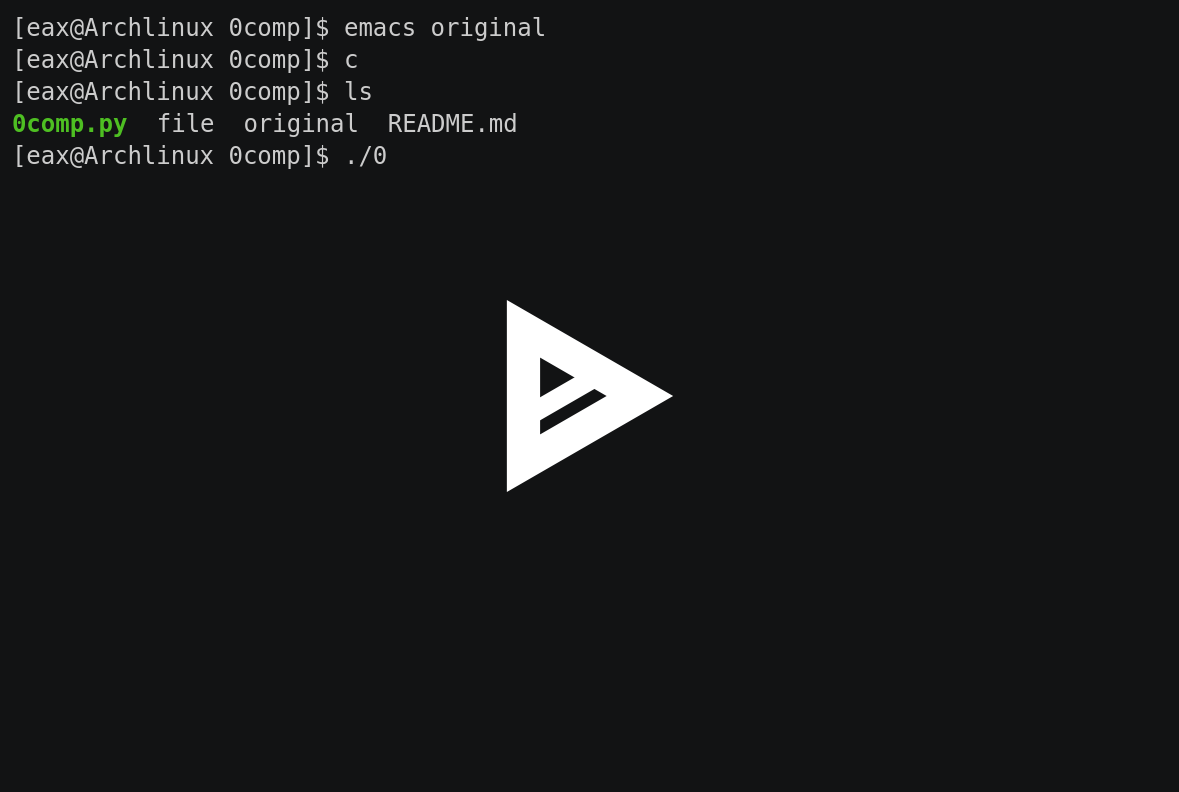 [eax@Archlinux 0comp]$ emacs original
[eax@Archlinux 0comp]$ c
[eax@Archlinux 0comp]$ ls
0comp.py  file  original  README.md
[eax@Archlinux 0comp]$ ./0